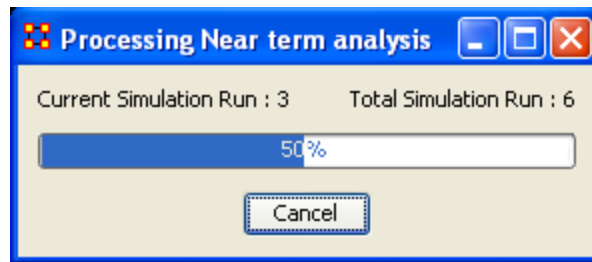 Processing Near term analysis
Current Simulation Run : 3 Total Simulation Run : 6
50%
Cancel